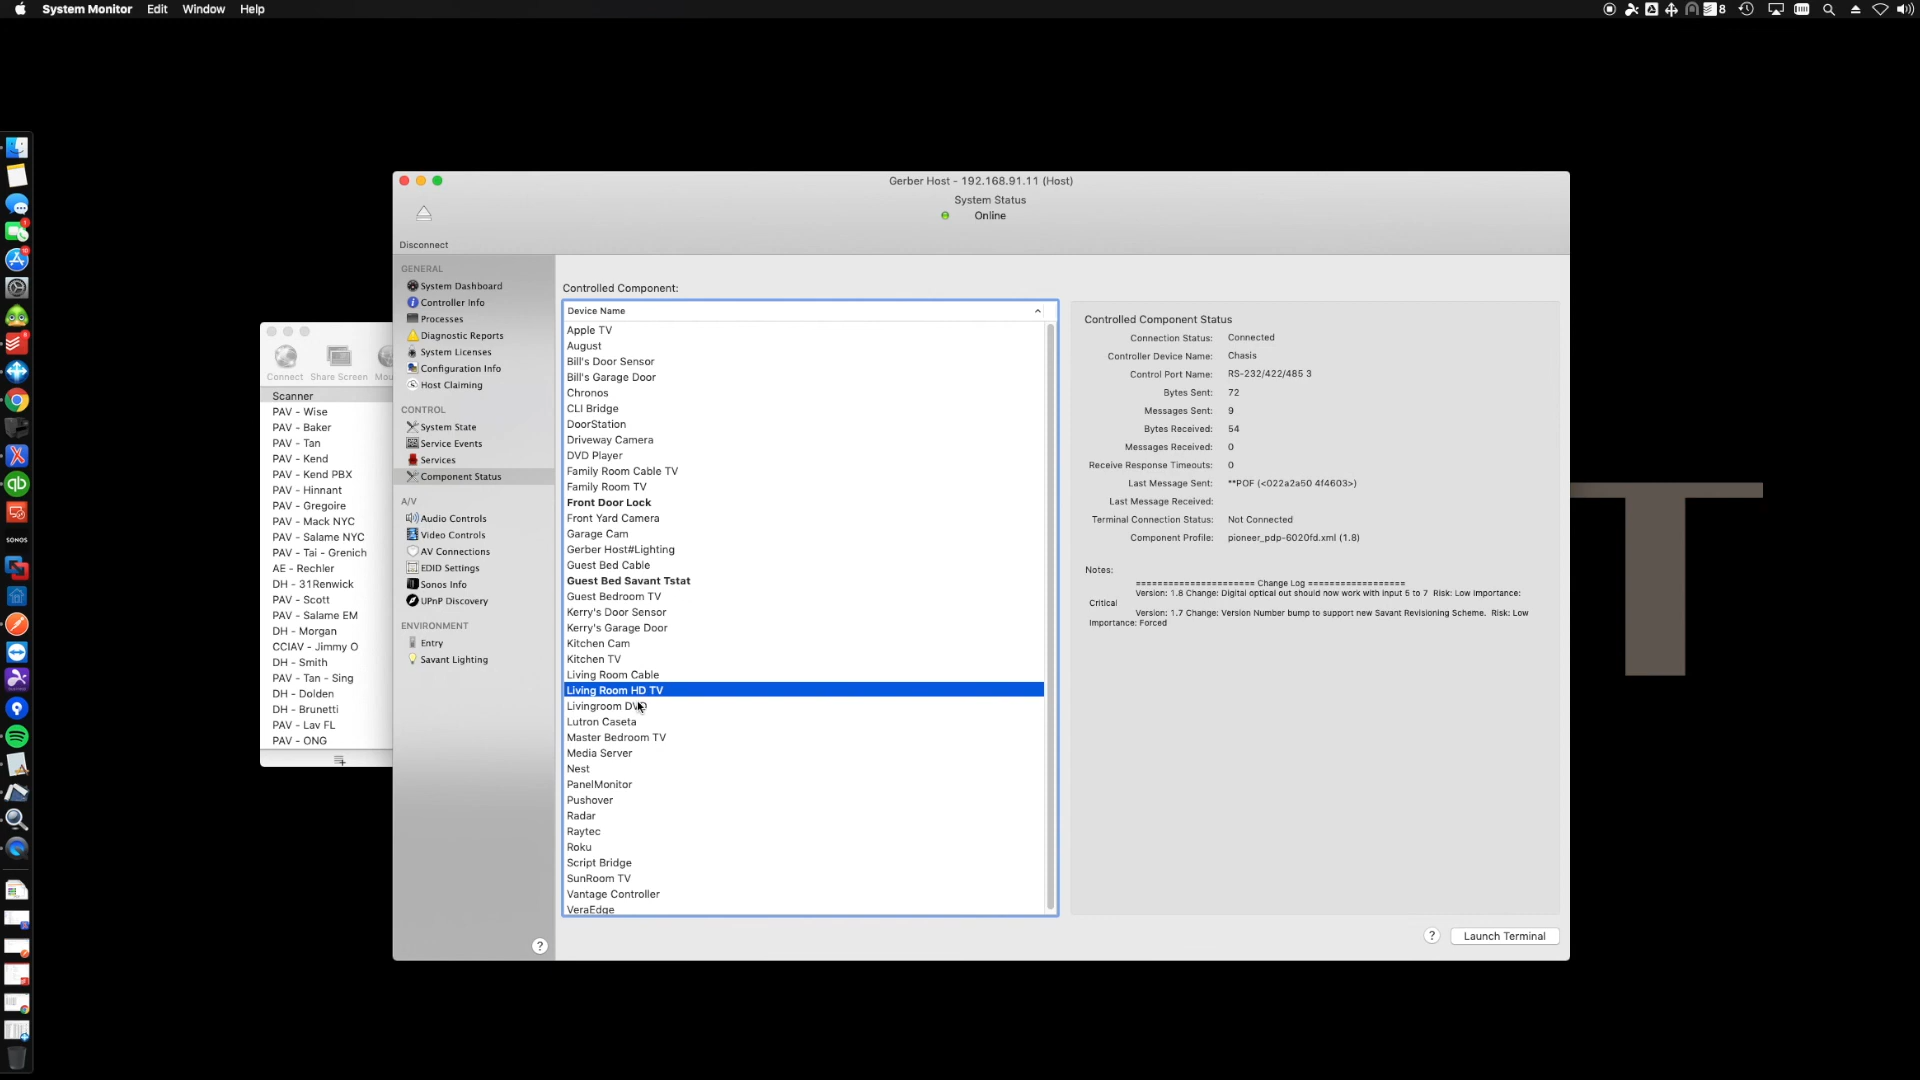 System Monitor Edit Window Help
8
Gerber Host - 192.168.91.11 (Host)
System Status
Online
Disconnect
GENERAL
System Dashboard
Controller Info
Processes
Diagnostic Reports
System Licenses
Configuration Info
Host Claiming
CONTROL
System State
Service Events
Services
Component Status
A/V
Audio Controls
Video Controls
AV Connections
EDID Settings
Sonos Info
UPnP Discovery
ENVIRONMENT
Entry
Savant Lighting
?
Connect Share Screen Mou
Scanner
PAV - Wise
PAV - Baker
PAV - Tan
PAV - Kend
PAV - Kend PBX
PAV - Hinnant
PAV - Gregoire
PAV - Mack NYC
PAV - Salame NYC
PAV - Tai - Grenich
AE - Rechler
DH - 31Renwick
PAV - Scott
PAV - Salame EM
DH - Morgan
CCIAV - Jimmy O
DH - Smith
PAV - Tan - Sing
DH - Dolden
DH - Brunetti
PAV - Lav FL
PAV - ONG
SONOS
Controlled Component:
Device Name
Apple TV
August
Bill's Door Sensor
Bill's Garage Door
Chronos
CLI Bridge
DoorStation
Driveway Camera
DVD Player
Family Room Cable TV
Family Room TV
Front Door Lock
Front Yard Camera
Garage Cam
Gerber Host#Lighting
Guest Bed Cable
Guest Bed Savant Tstat
Guest Bedroom TV
Kerry's Door Sensor
Kerry's Garage Door
Kitchen Cam
Kitchen TV
Living Room Cable
Living Room HD TV
Livingroom DVD
Lutron Caseta
Master Bedroom TV
Media Server
Nest
PanelMonitor
Pushover
Radar
Raytec
Roku
Script Bridge
SunRoom TV
Vantage Controller
VeraEdge
Controlled Component Status
Connection Status: Connected
Controller Device Name: Chasis
Control Port Name: RS-232/422/485 3
Bytes Sent: 72
Messages Sent: 9
Bytes Received: 54
Messages Received: 0
Receive Response Timeouts: 0
Last Message Sent: **POF (<022a2a50 4f4603>)
Last Message Received:
Terminal Connection Status: Not Connected
Component Profile: pioneer_pdp-6020fd.xml (1.8)
Notes:
===================== Change Log ==================
Version: 1.8 Change: Digital optical out should now work with input 5 to 7 Risk: Low Importance:
Critical
Version: 1.7 Change: Version Number bump to support new Savant Revisioning Scheme. Risk: Low
Importance: Forced
? Launch Terminal
T